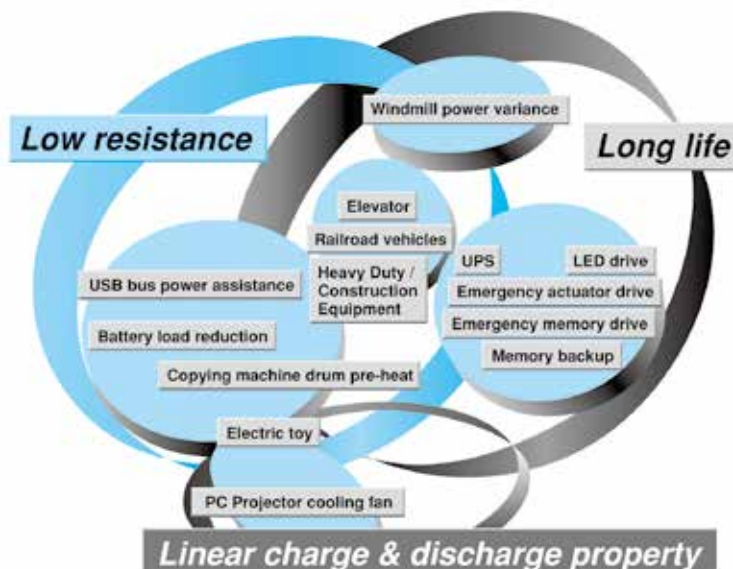 Windmill power variance
Low resistance
Long life
Elevator
Railroad vehicles
Heavy Duty /
Construction
Equipment
UPS
LED drive
USB bus power assistance
Emergency actuator drive
Battery load reduction
Emergency memory drive
Memory backup
Copying machine drum pre-heat
Electric toy
PC Projector cooling fan
Linear charge & discharge property